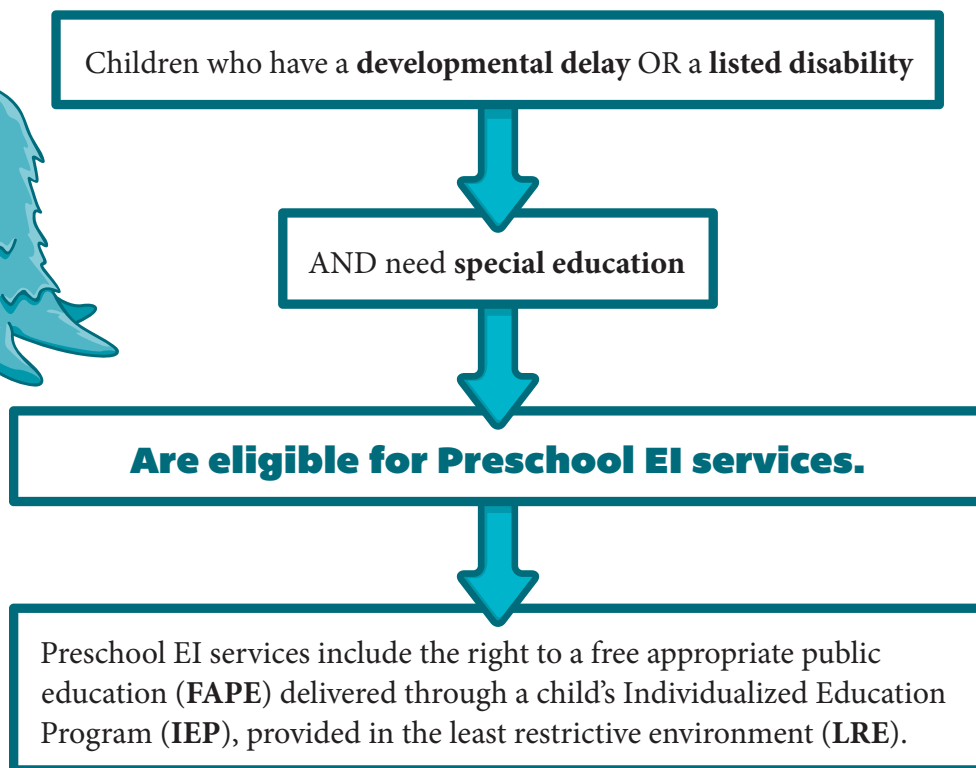 Children who have a developmental delay OR a listed disability
AND need special education
Are eligible for Preschool EI services.
Preschool EI services include the right to a free appropriate public
education (FAPE) delivered through a child’s Individualized Education
Program (IEP), provided in the least restrictive environment (LRE).